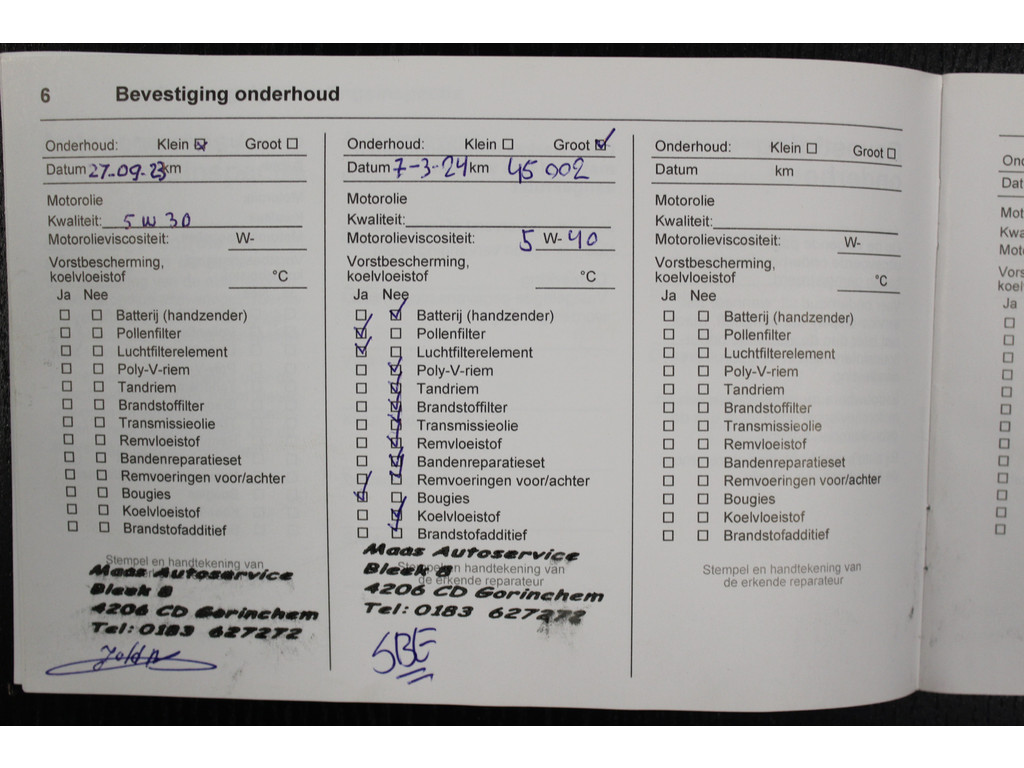 6 Bevestiging onderhoud
Onderhoud: Klein Groot
Datum 27-09-23 km
Motorolie
Kwaliteit: 5 W 30
Motorolieviscositeit: W-
Vorstbescherming,
koelvloeistof °C
Ja Nee
Batterij (handzender)
Pollenfilter
Luchtfilterelement
Poly-V-riem
Tandriem
Brandstoffilter
Transmissieolie
Remvloeistof
Bandenreparatieset
Remvoeringen voor/achter
Bougies
Koelvloeistof
Brandstofadditief
Stempel en handtekening van
Maas Autoservice
Bleek 8
4206 CD Gorinchem
Tel: 0183 627272
Onderhoud: Klein Groot
Datum 7-3-24 km 45 002
Motorolie
Kwaliteit:
Motorolieviscositeit: 5 W-40
Vorstbescherming,
koelvloeistof °C
Ja Nee
Batterij (handzender)
Pollenfilter
Luchtfilterelement
Poly-V-riem
Tandriem
Brandstoffilter
Transmissieolie
Remvloeistof
Bandenreparatieset
Remvoeringen voor/achter
Bougies
Koelvloeistof
Brandstofadditief
Maas Autoservice
Stempel en handtekening van
Bleek 8
de erkende reparateur
4206 CD Gorinchem
Tel: 0183 627272
SBE
Onderhoud: Klein Groot
Datum km
Motorolie
Kwaliteit:
Motorolieviscositeit: W-
Vorstbescherming,
koelvloeistof °C
Ja Nee
Batterij (handzender)
Pollenfilter
Luchtfilterelement
Poly-V-riem
Tandriem
Brandstoffilter
Transmissieolie
Remvloeistof
Bandenreparatieset
Remvoeringen voor/achter
Bougies
Koelvloeistof
Brandstofadditief
Stempel en handtekening van
de erkende reparateur
Ja